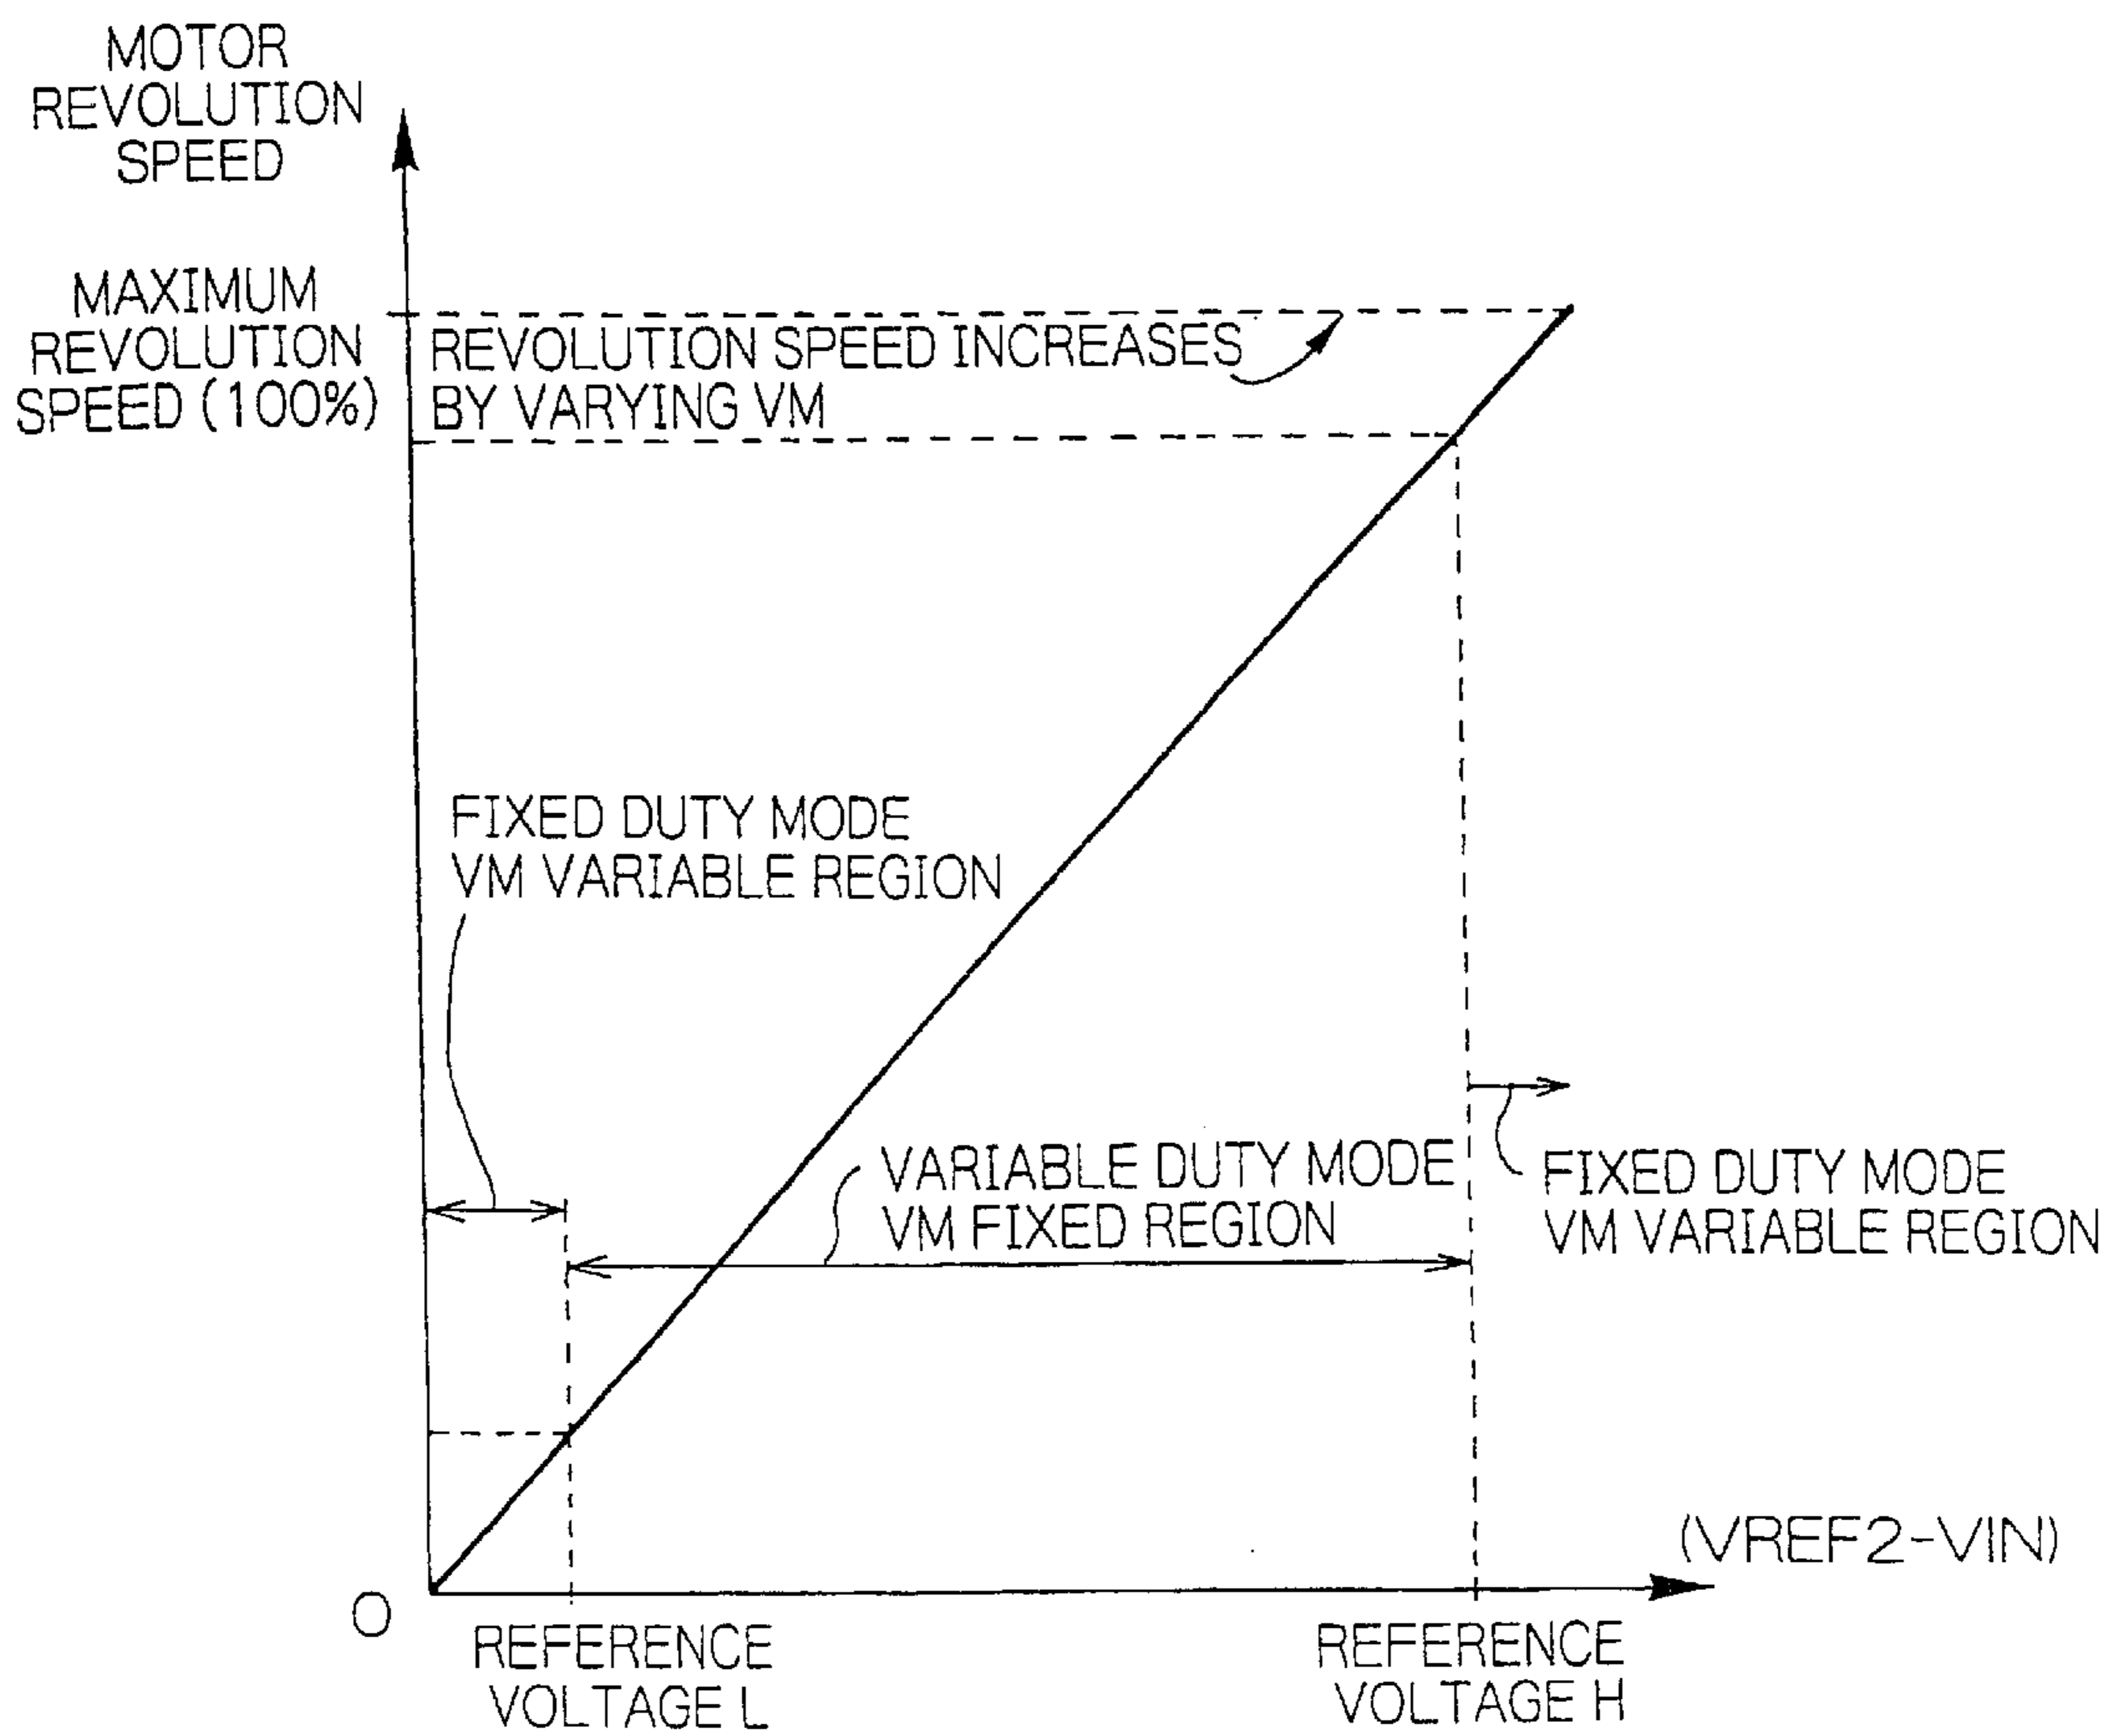 MOTOR
REVOLUTION
SPEED
MAXIMUM
REVOLUTION
SPEED (100%)
REVOLUTION SPEED INCREASES
BY VARYING VM
FIXED DUTY MODE
VM VARIABLE REGION
VARIABLE DUTY MODE
VM FIXED REGION
FIXED DUTY MODE
VM VARIABLE REGION
(VREF2-VIN)
O
REFERENCE
VOLTAGE L
REFERENCE
VOLTAGE H